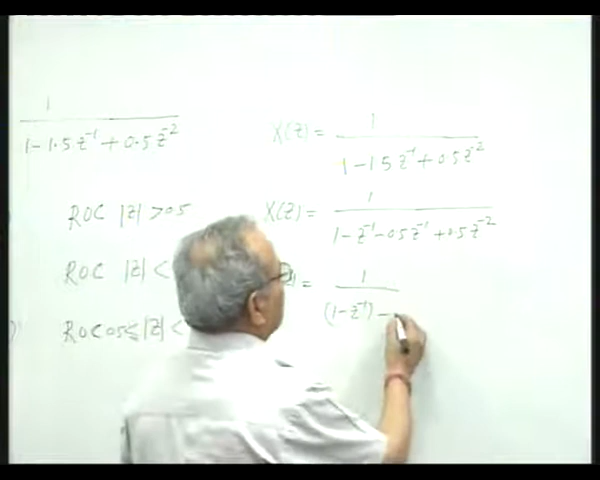 1
1-1.5z⁻¹+0.5z⁻²
ROC |z|>0.5
ROC |z|<
ROC 0.5≤|z|<
X(z) = 1
1-1.5z⁻¹+0.5z⁻²
X(z) = 1
1-z⁻¹-0.5z⁻¹+0.5z⁻²
= 1
(1-z⁻¹)-